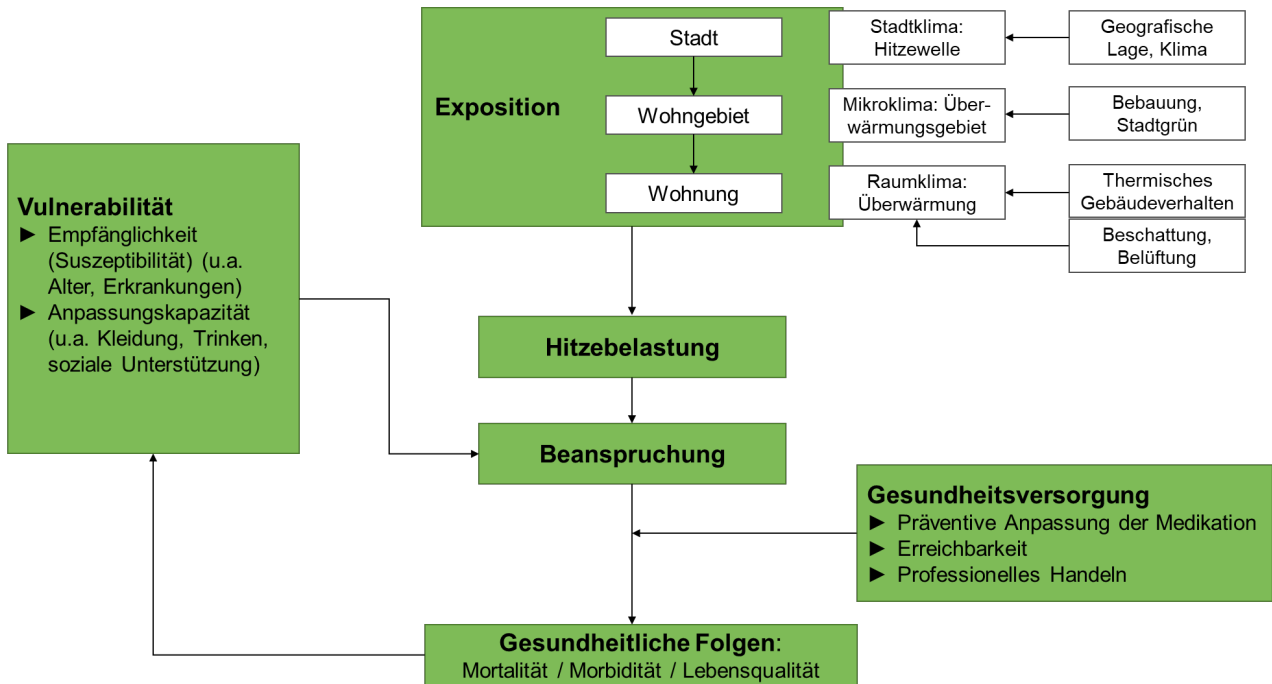 Exposition
Stadt
Wohngebiet
Wohnung
Stadtklima:
Hitzewelle
Geografische
Lage, Klima
Mikroklima: Über-
wärmungsgebiet
Bebauung,
Stadtgrün
Raumklima:
Überwärmung
Thermisches
Gebäudeverhalten
Beschattung,
Belüftung
Vulnerabilität
► Empfänglichkeit
(Suszeptibilität) (u.a.
Alter, Erkrankungen)
► Anpassungskapazität
(u.a. Kleidung, Trinken,
soziale Unterstützung)
Hitzebelastung
Beanspruchung
Gesundheitsversorgung
► Präventive Anpassung der Medikation
► Erreichbarkeit
► Professionelles Handeln
Gesundheitliche Folgen:
Mortalität / Morbidität / Lebensqualität